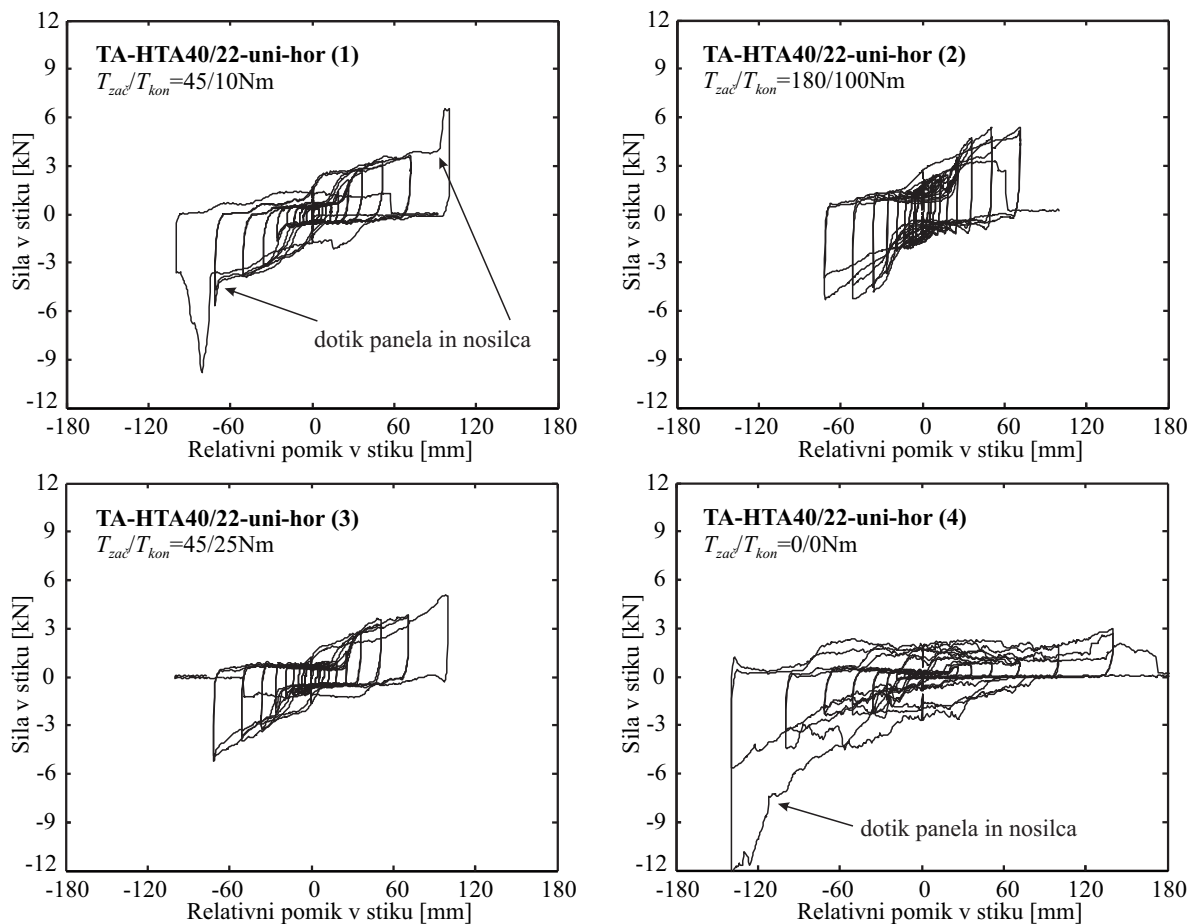 12
9
6
3
0
-3
-6
-9
-12
Sila v stiku [kN]
TA-HTA40/22-uni-hor (1)
T_zač/T_kon=45/10Nm
dotik panela in nosilca
-180 -120 -60 0 60 120 180
Relativni pomik v stiku [mm]
12
9
6
3
0
-3
-6
-9
-12
Sila v stiku [kN]
TA-HTA40/22-uni-hor (2)
T_zač/T_kon=180/100Nm
-180 -120 -60 0 60 120 180
Relativni pomik v stiku [mm]
12
9
6
3
0
-3
-6
-9
-12
Sila v stiku [kN]
TA-HTA40/22-uni-hor (3)
T_zač/T_kon=45/25Nm
-180 -120 -60 0 60 120 180
Relativni pomik v stiku [mm]
12
9
6
3
0
-3
-6
-9
-12
Sila v stiku [kN]
TA-HTA40/22-uni-hor (4)
T_zač/T_kon=0/0Nm
dotik panela in nosilca
-180 -120 -60 0 60 120 180
Relativni pomik v stiku [mm]